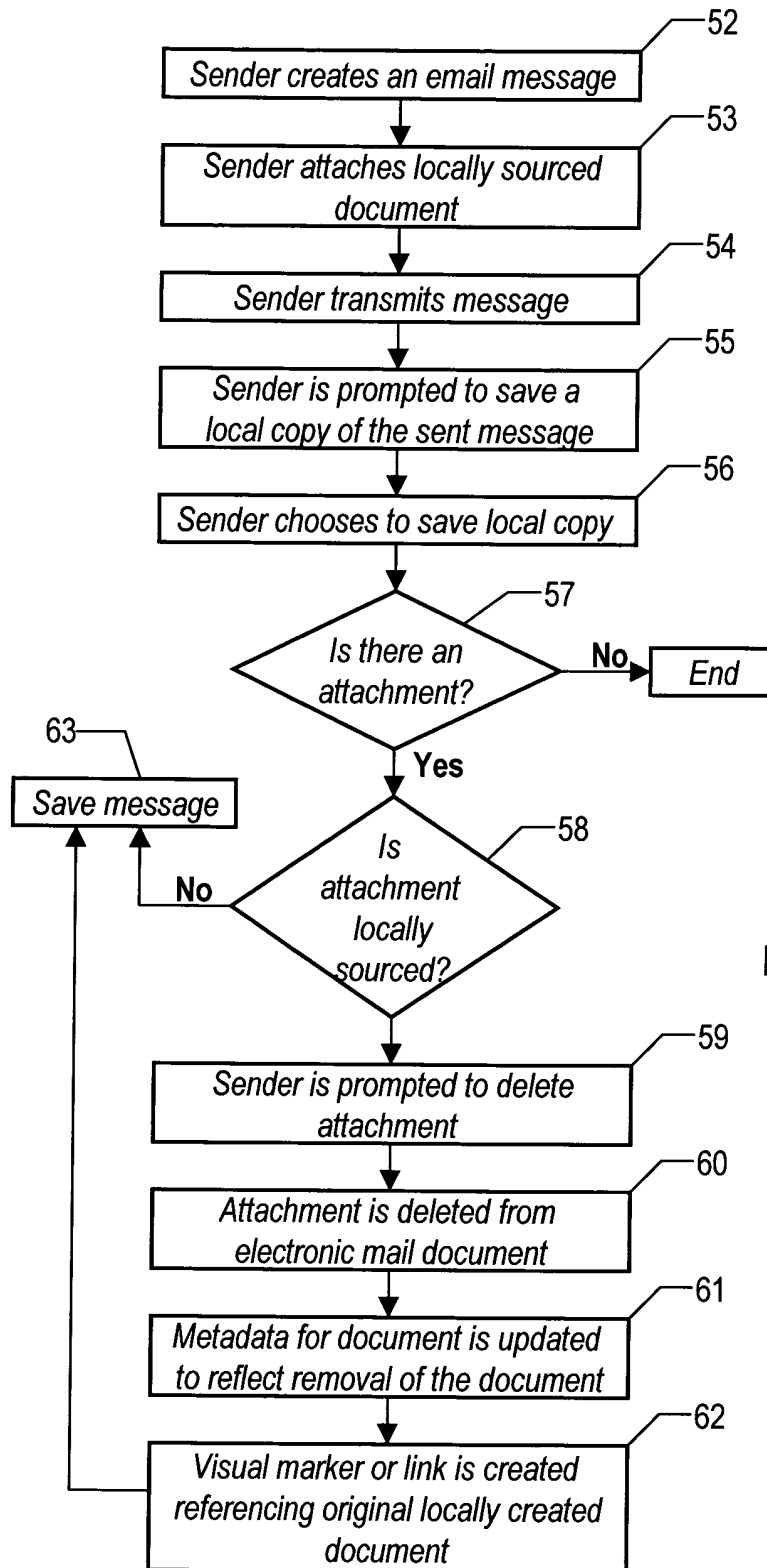 52
Sender creates an email message
53
Sender attaches locally sourced
document
54
Sender transmits message
55
Sender is prompted to save a
local copy of the sent message
56
Sender chooses to save local copy
57
Is there an
attachment?
No
End
Yes
63
Save message
58
Is
attachment
locally
sourced?
No
59
Sender is prompted to delete
attachment
60
Attachment is deleted from
electronic mail document
61
Metadata for document is updated
to reflect removal of the document
62
Visual marker or link is created
referencing original locally created
document